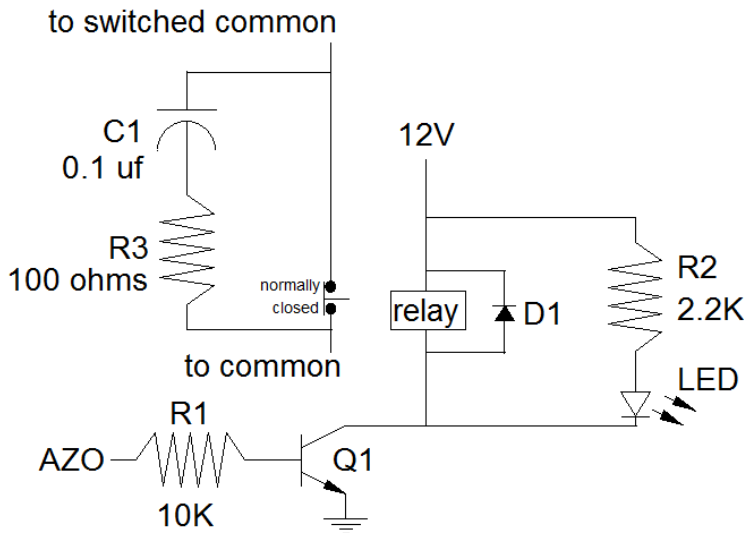 to switched common
C1
0.1 uf
12V
R3
100 ohms
normally
closed
relay
D1
R2
2.2K
to common
LED
R1
AZO
Q1
10K